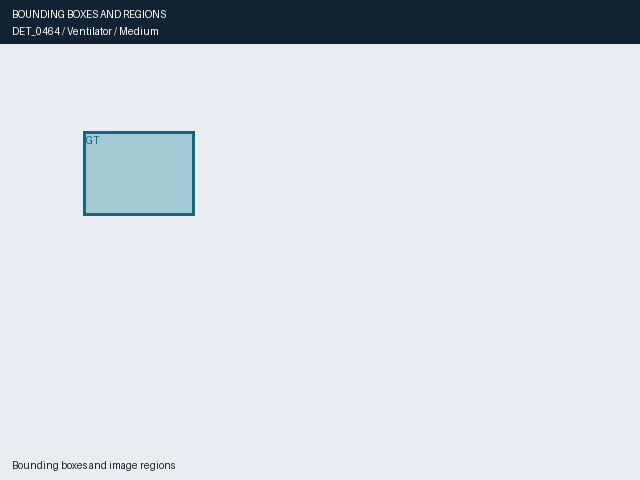 BOUNDING BOXES AND REGIONS
DET_0464 / Ventilator / Medium
GT
Bounding boxes and image regions